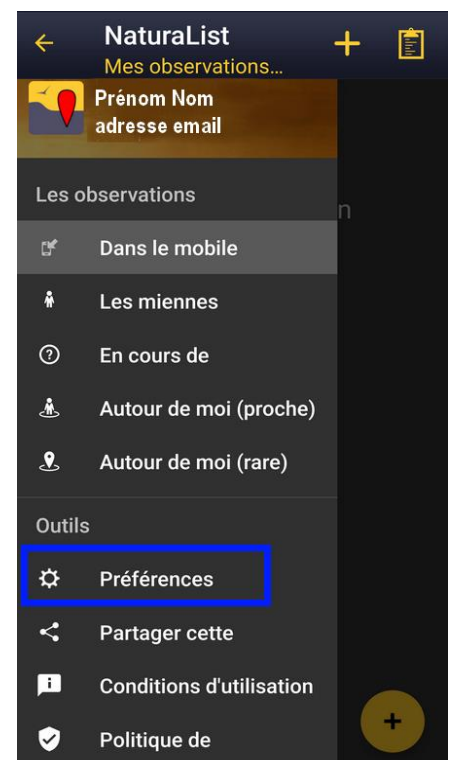 NaturaList
Mes observations...
Prénom Nom
adresse email
Les observations
n
Dans le mobile
Les miennes
En cours de
Autour de moi (proche)
Autour de moi (rare)
Outils
Préférences
Partager cette
Conditions d'utilisation
Politique de